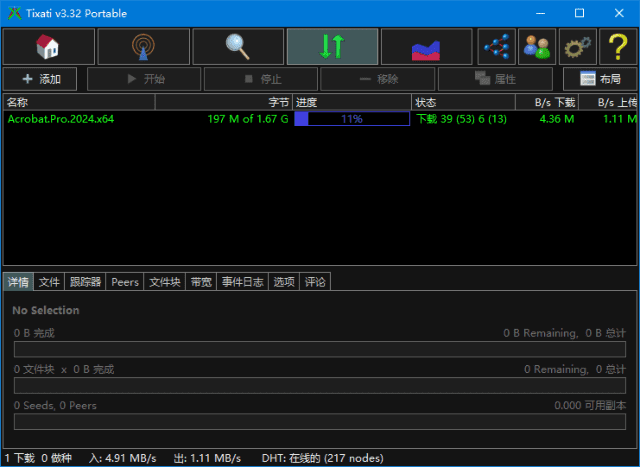 Tixati v3.32 Portable
添加 开始 停止 移除 属性 布局
名称 字节 进度 状态 B/s 下载 B/s 上传
Acrobat.Pro.2024.x64 197 M of 1.67 G 11% 下载 39 (53) 6 (13) 4.36 M 1.11 M
详情 文件 跟踪器 Peers 文件块 带宽 事件日志 选项 评论
No Selection
0 B 完成 0 B Remaining, 0 B 总计
0 文件块 x 0 B 完成 0 Remaining, 0 总计
0 Seeds, 0 Peers 0.000 可用副本
1 下载 0 做种 入: 4.91 MB/s 出: 1.11 MB/s DHT: 在线的 (217 nodes)